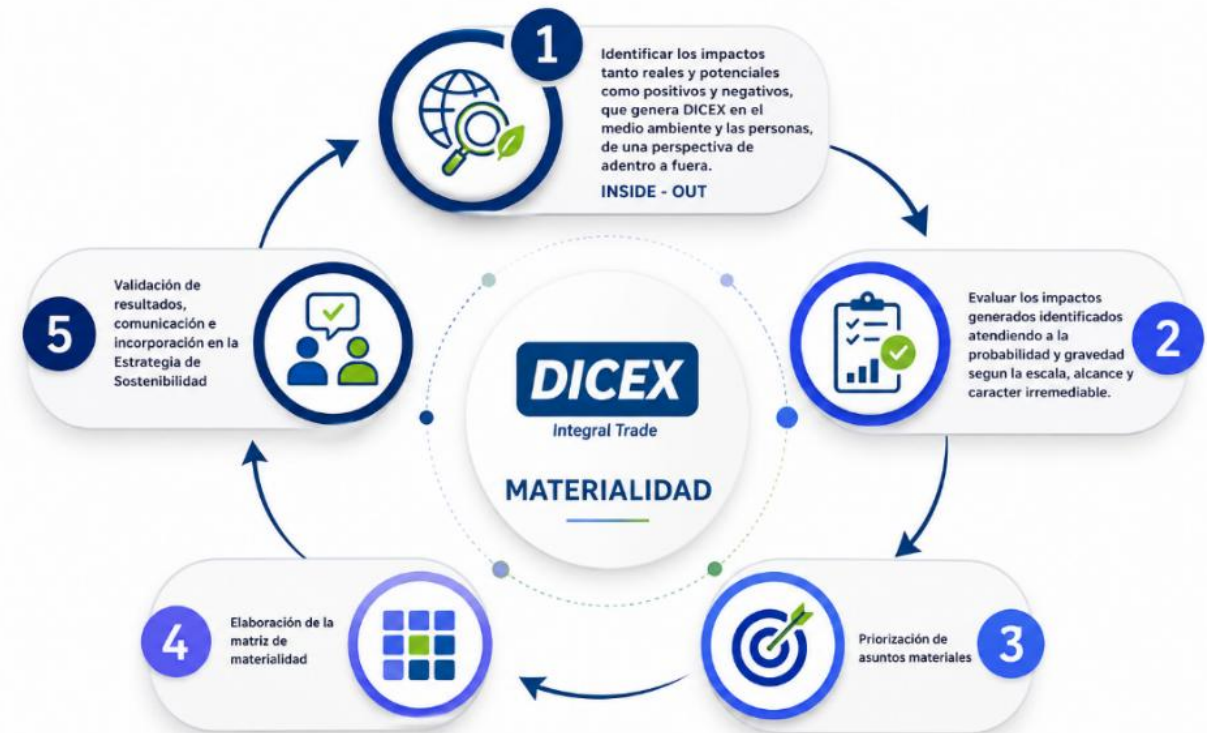 1
Identificar los impactos
tanto reales y potenciales
como positivos y negativos,
que genera DICEX en el
medio ambiente y las personas,
de una perspectiva de
adentro a fuera.
INSIDE - OUT
2
Evaluar los impactos
generados identificados
atendiendo a la
probabilidad y gravedad
segun la escala, alcance y
caracter irremediable.
3
Priorización de
asuntos materiales
4
Elaboración de la
matriz de
materialidad
5
Validación de
resultados,
comunicación e
incorporación en la
Estrategia de
Sostenibilidad
DICEX
Integral Trade
MATERIALIDAD